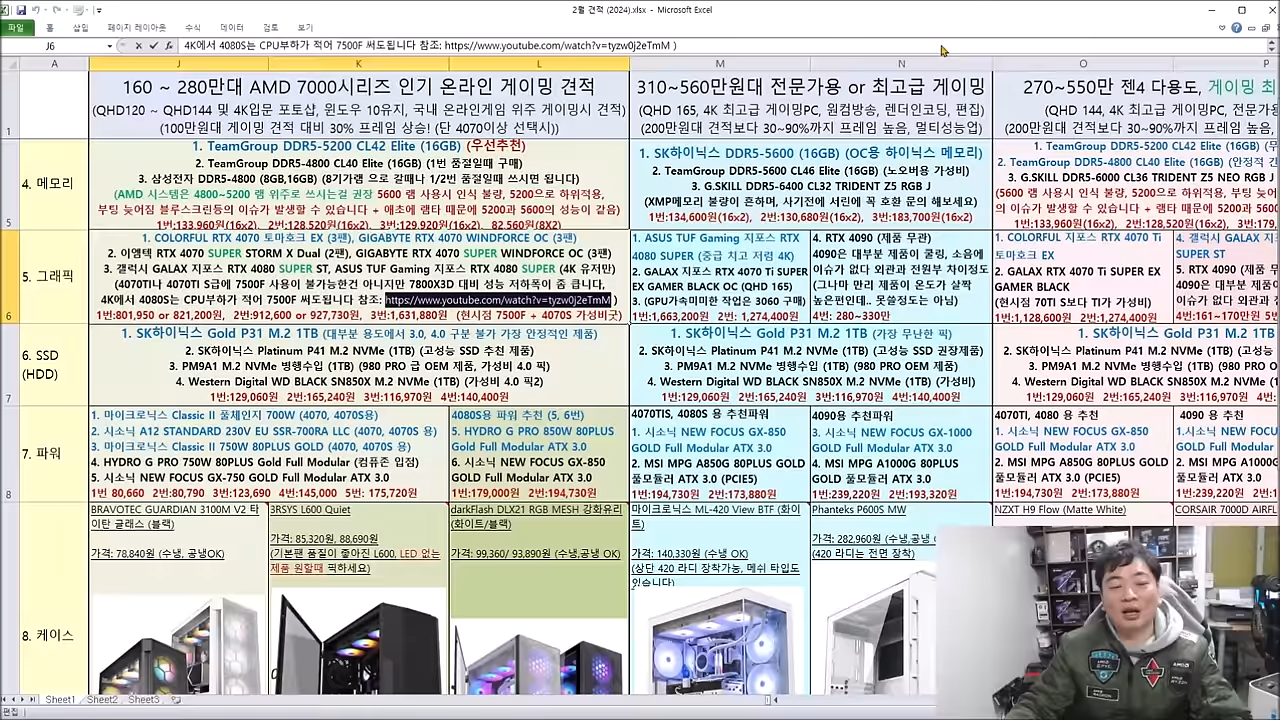 2월 견적 (2024).xlsx - Microsoft Excel
파일 홈 삽입 페이지 레이아웃 수식 데이터 검토 보기
J6 4K에서 4080S는 CPU부하가 적어 7500F 써도됩니다 참조: https://www.youtube.com/watch?v=tyzw0j2eTmM )
A J K L M N O P
1
160 ~ 280만대 AMD 7000시리즈 인기 온라인 게이밍 견적
(QHD120 ~ QHD144 및 4K입문 포토샵, 윈도우 10유지, 국내 온라인게임 위주 게이밍시 견적)
(100만원대 게이밍 견적 대비 30% 프레임 상승! (단 4070이상 선택시))
310~560만원대 전문가용 or 최고급 게이밍
(QHD 165, 4K 최고급 게이밍PC, 원컴방송, 렌더인코딩, 편집)
(200만원대 견적보다 30~90%까지 프레임 높음, 멀티성능업)
270~550만 젠4 다용도, 게이밍 최
(QHD 144, 4K 최고급 게이밍PC, 전문가용
(200만원대 견적보다 30~90%까지 프레임 높음,
5
4. 메모리
1. TeamGroup DDR5-5200 CL42 Elite (16GB) (우선추천)
2. TeamGroup DDR5-4800 CL40 Elite (16GB) (1번 품절일때 구매)
3. 삼성전자 DDR5-4800 (8GB,16GB) (8기가램 으로 갈때나 1/2번 품절일때 쓰시면 됩니다)
(AMD 시스템은 4800~5200 램 위주로 쓰시는걸 권장 5600 램 사용시 인식 불량, 5200으로 하위적용,
부팅 늦어짐 블루스크린등의 이슈가 발생할 수 있습니다 + 애초에 램타 때문에 5200과 5600의 성능이 같음)
1번:133,960원(16x2), 2번:128,520원(16x2), 3번:129,920원(16x2), 82,560원(8X2)
1. SK하이닉스 DDR5-5600 (16GB) (OC용 하이닉스 메모리)
2. TeamGroup DDR5-5600 CL46 Elite (16GB) (노오버용 가성비)
3. G.SKILL DDR5-6400 CL32 TRIDENT Z5 RGB J
(XMP메모리 불량이 흔하며, 사기전에 서린에 꼭 호환 문의 해보세요)
1번:134,600원(16x2), 2번:130,680원(16x2), 3번:183,700원(16x2)
1. TeamGroup DDR5-5200 CL42 Elite (16GB) (무
2. TeamGroup DDR5-4800 CL40 Elite (16GB) (안정적 간
3. G.SKILL DDR5-6000 CL36 TRIDENT Z5 NEO RGB J
(5600 램 사용시 인식 불량, 5200으로 하위적용, 부팅 늦어짐
의 이슈가 발생할 수 있습니다 + 애초에 램타 때문에 5200과
1번:133,960원(16x2), 2번:128,520원(16x2), 3번:179,
6
5. 그래픽
1. COLORFUL RTX 4070 토마호크 EX (3팬), GIGABYTE RTX 4070 WINDFORCE OC (3팬)
2. 이엠텍 RTX 4070 SUPER STORM X Dual (2팬), GIGABYTE RTX 4070 SUPER WINDFORCE OC (3팬)
3. 갤럭시 GALAX 지포스 RTX 4080 SUPER ST, ASUS TUF Gaming 지포스 RTX 4080 SUPER (4K 유저만)
(4070Ti나 4070Ti S급에 7500F 사용이 불가능한건 아니지만 7800X3D 대비 성능 저하폭이 좀 큽니다,
4K에서 4080S는 CPU부하가 적어 7500F 써도됩니다 참조: https://www.youtube.com/watch?v=tyzw0j2eTmM )
1번:801,950 or 821,200원, 2번:912,600 or 927,730원, 3번:1,631,880원 (현시점 7500F + 4070S 가성비굿)
1. ASUS TUF Gaming 지포스 RTX
4080 SUPER (중급 치고 저렴 4K)
2. GALAX 지포스 RTX 4070 Ti SUPER
EX GAMER BLACK OC (QHD 165)
3. (GPU가속미미한 작업은 3060 구매)
1번:1,663,200원, 2번:1,244,000원
4. RTX 4090 (제품 무관)
4090은 대부분 제품이 쿨링, 소음에
이슈가 없다 외관과 전원부 차이정도
(그나마 만리 제품이 온도가 살짝
높은편인데.. 못쓸정도는 아님)
4번: 280~330만
1. COLORFUL 지포스 RTX 4070 Ti
토마호크 EX
2. GALAX RTX 4070 Ti EX
GAMER BLACK
(현시점 70Ti S보다 Ti가 가성비)
1번:1,128,600원, 2번:1,274,400원
4. 갤럭시 GALAX 지
SUPER ST
5. RTX 4090 (제품
이슈가 없다 외관과
높은편인데.. 못쓸정
4번:161~170만원 5번
7
6. SSD
(HDD)
1. SK하이닉스 Gold P31 M.2 1TB (대부분 용도에서 3.0, 4.0 구분 불가 가장 안정적인 제품)
2. SK하이닉스 Platinum P41 M.2 NVMe (1TB) (고성능 SSD 추천 제품)
3. PM9A1 M.2 NVMe 병행수입 (1TB) (980 PRO 급 OEM 제품, 가성비 4.0 픽)
4. Western Digital WD BLACK SN850X M.2 NVMe (1TB) (가성비 4.0 픽2)
1번:129,060원 2번:165,240원 3번:116,970원 4번:140,400원
1. SK하이닉스 Gold P31 M.2 1TB (가장 무난한 픽)
2. SK하이닉스 Platinum P41 M.2 NVMe (1TB) (고성능 SSD 권장제품)
3. PM9A1 M.2 NVMe 병행수입 (1TB) (980 PRO 급 OEM 제품)
4. Western Digital WD BLACK SN850X M.2 NVMe (1TB) (가성비)
1번:129,060원 2번:165,240원 3번:116,970원 4번:140,400원
1. SK하이닉스 Gold P31 M.2 1TB
2. SK하이닉스 Platinum P41 M.2 NVMe (1TB) (고
3. PM9A1 M.2 NVMe 병행수입 (1TB) (980 PRO
4. Western Digital WD BLACK SN850X M.2 NVMe
1번:129,060원 2번:165,240원 3번:116,970
8
7. 파워
1. 마이크로닉스 Classic II 풀체인지 700W (4070, 4070S용)
2. 시소닉 A12 STANDARD 230V EU SSR-700RA LLC (4070, 4070S 용)
3. 마이크로닉스 Classic II 750W 80PLUS GOLD (4070, 4070S 용)
4. HYDRO G PRO 750W 80PLUS Gold Full Modular (컴퓨존 입점)
5. 시소닉 NEW FOCUS GX-750 GOLD Full Modular ATX 3.0
1번 80,660 2번:80,790 3번:123,690 4번:145,000 5번: 175,720원
4080S용 파워 추천 (5, 6번)
5. HYDRO G PRO 850W 80PLUS
Gold Full Modular ATX 3.0
6. 시소닉 NEW FOCUS GX-850
GOLD Full Modular ATX 3.0
1번:179,000원 2번:194,730원
4070TIS, 4080S 용 추천파워
1. 시소닉 NEW FOCUS GX-850
GOLD Full Modular ATX 3.0
2. MSI MPG A850G 80PLUS GOLD
풀모듈러 ATX 3.0 (PCIE5)
1번:194,730원 2번:173,880원
4090용 추천파워
3. 시소닉 NEW FOCUS GX-1000
GOLD Full Modular ATX 3.0
4. MSI MPG A1000G 80PLUS
풀모듈러 ATX 3.0 (PCIE5)
1번:239,220원 2번:193,320원
4070TI, 4080 용 추천
1. 시소닉 NEW FOCUS GX-850
GOLD Full Modular ATX 3.0
2. MSI MPG A850G 80PLUS GOLD
풀모듈러 ATX 3.0 (PCIE5)
1번:194,730원 2번:173,880원
4090 용 추천
1.시소닉 NEW FOC
GOLD Full Modular
2. MSI MPG A1000G
풀모듈러 ATX 3.0 (
1번:239,220원 2번:1
8. 케이스
BRAVOTEC GUARDIAN 3100M V2 타
이탄 글래스 (블랙)
가격: 78,840원 (수냉, 공냉OK)
3RSYS L600 Quiet
가격: 85,320원, 88,690원
(기본팬 품질이 좋아진 L600, LED 없는
제품 원할때 픽하세요)
darkFlash DLX21 RGB MESH 강화유리
(화이트/블랙)
가격: 99,360/ 93,890원 (수냉,공냉 OK)
마이크로닉스 ML-420 View BTF (화이
트)
가격: 140,330원 (수냉 OK)
(상단 420 라디 장착가능, 메쉬 타입도
있습니다)
Phanteks P600S MW
가격: 282,960원 (수냉,공냉O
(420 라디는 전면 장착)
NZXT H9 Flow (Matte White)
CORSAIR 7000D AIRFL
Sheet1 Sheet2 Sheet3
편집